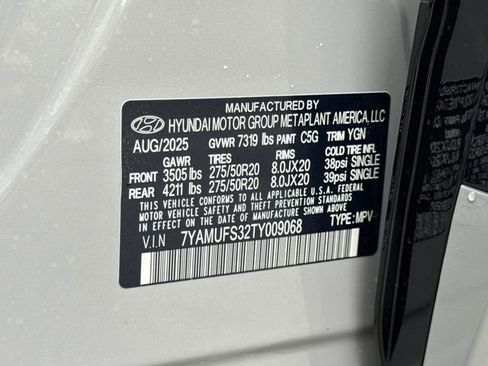 MANUFACTURED BY
HYUNDAI MOTOR GROUP METAPLANT AMERICA, LLC
AUG/2025 GVWR 7319 lbs PAINT C5G TRIM YGN
GAWR TIRES RIMS COLD TIRE INFL
FRONT 3505 lbs 275/50R20 8.0JX20 38psi SINGLE
REAR 4211 lbs 275/50R20 8.0JX20 39psi SINGLE
THIS VEHICLE CONFORMS TO ALL APPLICABLE
U.S.A. FEDERAL MOTOR VEHICLE SAFETY
STANDARDS IN EFFECT ON THE DATE OF
MANUFACTURE SHOWN ABOVE.
V.I.N 7YAMUFS32TY009068 TYPE: MPV